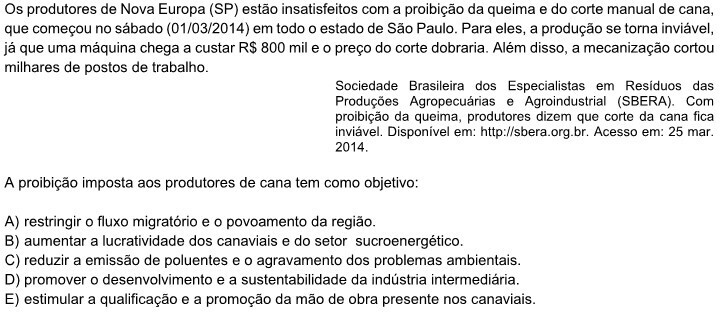 Os produtores de Nova Europa (SP) estão insatisfeitos com a proibição da queima e do corte manual de cana,
que começou no sábado (01/03/2014) em todo o estado de São Paulo. Para eles, a produção se torna inviável,
já que uma máquina chega a custar R$ 800 mil e o preço do corte dobraria. Além disso, a mecanização cortou
milhares de postos de trabalho.
Sociedade Brasileira dos Especialistas em Resíduos das
Produções Agropecuárias e Agroindustrial (SBERA). Com
proibição da queima, produtores dizem que corte da cana fica
inviável. Disponível em: http://sbera.org.br. Acesso em: 25 mar.
2014.
A proibição imposta aos produtores de cana tem como objetivo:
A) restringir o fluxo migratório e o povoamento da região.
B) aumentar a lucratividade dos canaviais e do setor sucroenergético.
C) reduzir a emissão de poluentes e o agravamento dos problemas ambientais.
D) promover o desenvolvimento e a sustentabilidade da indústria intermediária.
E) estimular a qualificação e a promoção da mão de obra presente nos canaviais.